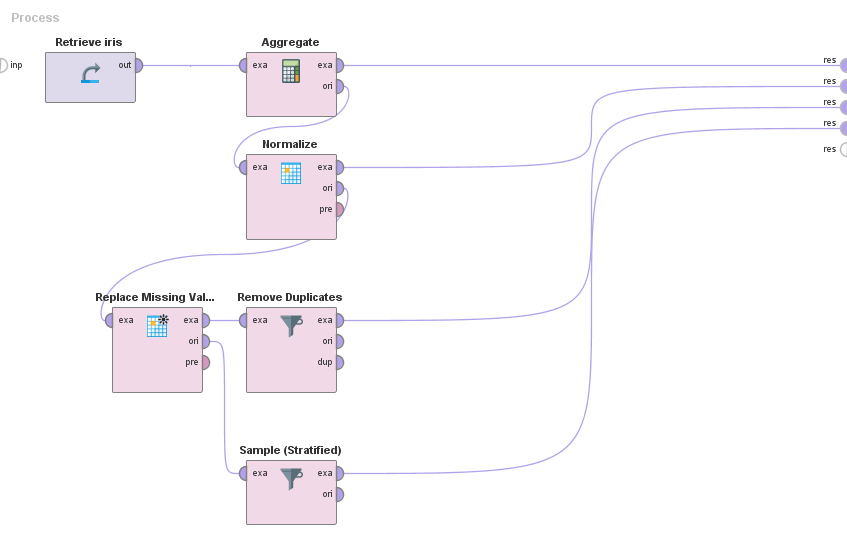 Process
Retrieve iris
inp
out
Aggregate
exa
exa
ori
Normalize
exa
exa
ori
pre
Replace Missing Val...
exa
exa
ori
pre
Remove Duplicates
exa
exa
ori
dup
Sample (Stratified)
exa
exa
ori
res
res
res
res
res